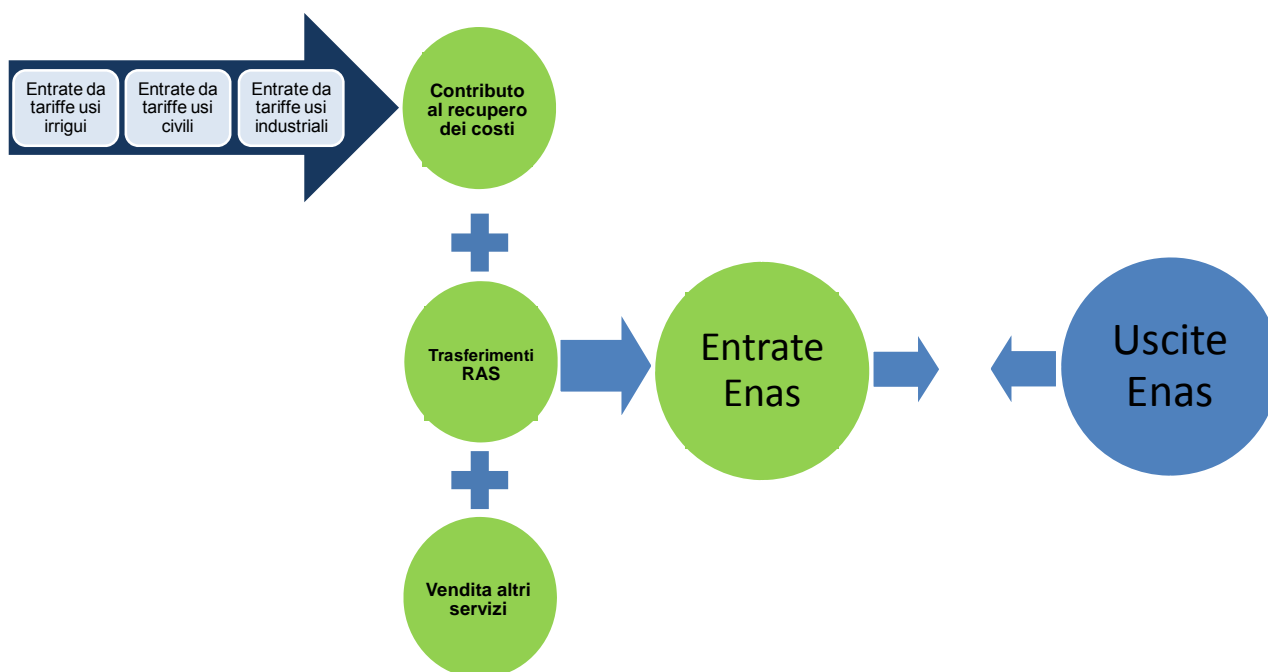 Entrate da
tariffe usi
irrigui
Entrate da
tariffe usi
civili
Entrate da
tariffe usi
industriali
Contributo
al recupero
dei costi
Trasferimenti
RAS
Entrate
Enas
Uscite
Enas
Vendita altri
servizi